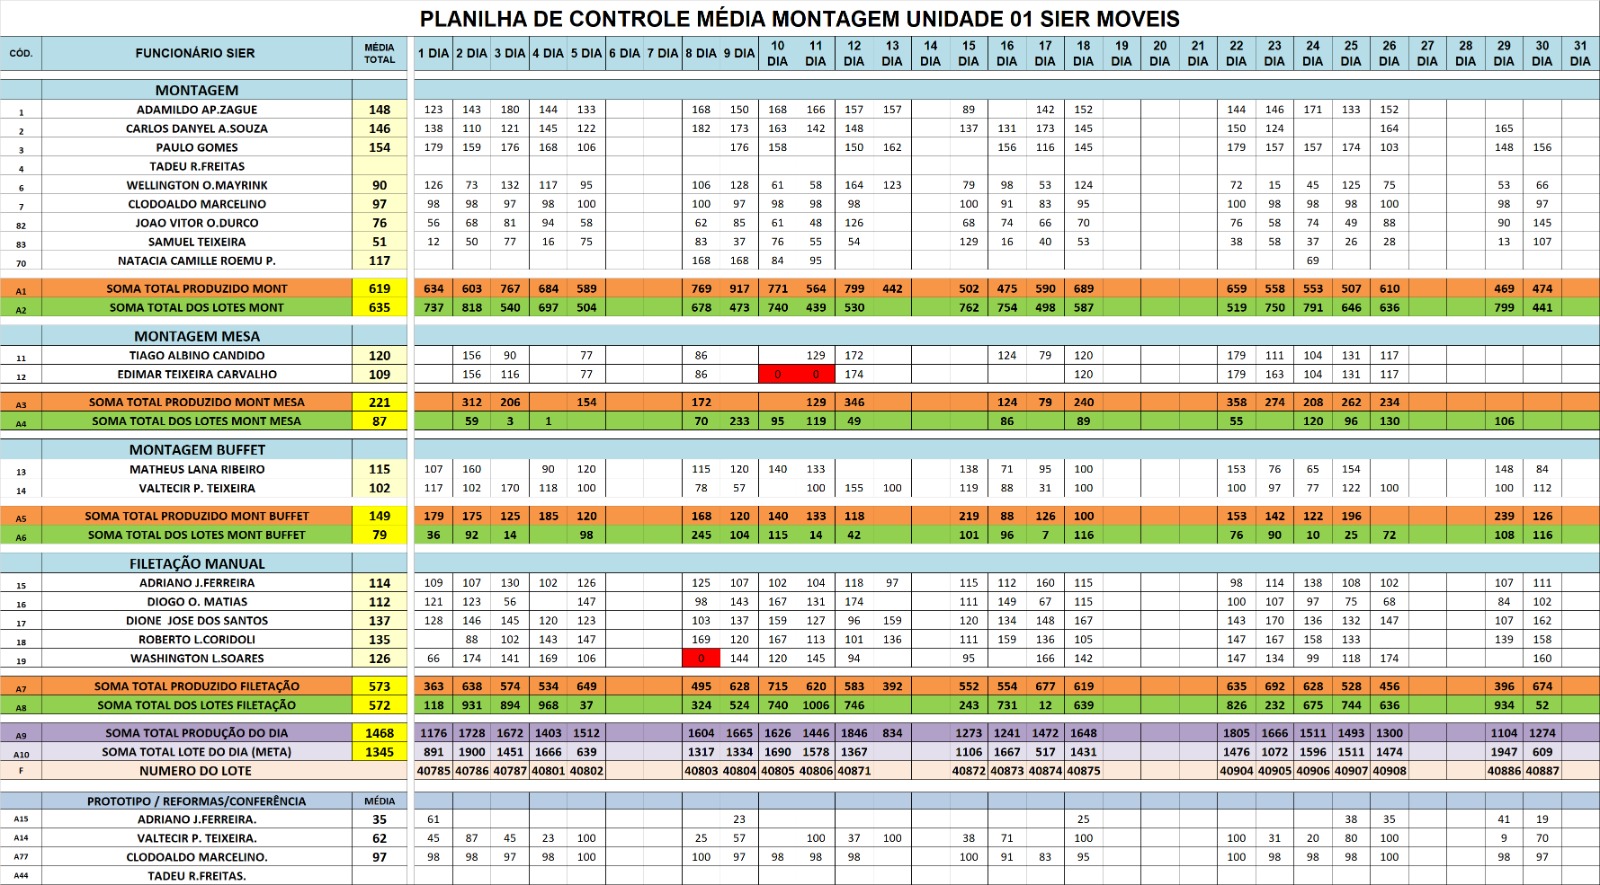 PLANILHA DE CONTROLE MÉDIA MONTAGEM UNIDADE 01 SIER MOVEIS
CÓD. FUNCIONÁRIO SIER MÉDIA TOTAL 1 DIA 2 DIA 3 DIA 4 DIA 5 DIA 6 DIA 7 DIA 8 DIA 9 DIA 10 DIA 11 DIA 12 DIA 13 DIA 14 DIA 15 DIA 16 DIA 17 DIA 18 DIA 19 DIA 20 DIA 21 DIA 22 DIA 23 DIA 24 DIA 25 DIA 26 DIA 27 DIA 28 DIA 29 DIA 30 DIA 31 DIA
MONTAGEM
1 ADAMILDO AP.ZAGUE 148 123 143 180 144 133 168 150 168 166 157 157 89 142 152 144 146 171 133 152
2 CARLOS DANYEL A.SOUZA 146 138 110 121 145 122 182 173 163 142 148 137 131 173 145 150 124 164 165
3 PAULO GOMES 154 179 159 176 168 106 176 158 150 162 156 116 145 179 157 157 174 103 148 156
4 TADEU R.FREITAS
6 WELLINGTON O.MAYRINK 90 126 73 132 117 95 106 128 61 58 164 123 79 98 53 124 72 15 45 125 75 53 66
7 CLODOALDO MARCELINO 97 98 98 97 98 100 100 97 98 98 98 100 91 83 95 100 98 98 98 100 98 97
82 JOAO VITOR O.DURCO 76 56 68 81 94 58 62 85 61 48 126 68 74 66 70 76 58 74 49 88 90 145
83 SAMUEL TEIXEIRA 51 12 50 77 16 75 83 37 76 55 54 129 16 40 53 38 58 37 26 28 13 107
70 NATACIA CAMILLE ROEMU P. 117 168 168 84 95 69
A1 SOMA TOTAL PRODUZIDO MONT 619 634 603 767 684 589 769 917 771 564 799 442 502 475 590 689 659 558 553 507 610 469 474
A2 SOMA TOTAL DOS LOTES MONT 635 737 818 540 697 504 678 473 740 439 530 762 754 498 587 519 750 791 646 636 799 441
MONTAGEM MESA
11 TIAGO ALBINO CANDIDO 120 156 90 77 86 129 172 124 79 120 179 111 104 131 117
12 EDIMAR TEIXEIRA CARVALHO 109 156 116 77 86 0 0 174 120 179 163 104 131 117
A3 SOMA TOTAL PRODUZIDO MONT MESA 221 312 206 154 172 129 346 124 79 240 358 274 208 262 234
A4 SOMA TOTAL DOS LOTES MONT MESA 87 59 3 1 70 233 95 119 49 86 89 55 120 96 130 106
MONTAGEM BUFFET
13 MATHEUS LANA RIBEIRO 115 107 160 90 120 115 120 140 133 138 71 95 100 153 76 65 154 148 84
14 VALTECIR P. TEIXEIRA 102 117 102 170 118 100 78 57 100 155 100 119 88 31 100 100 97 77 122 100 100 112
A5 SOMA TOTAL PRODUZIDO MONT BUFFET 149 179 175 125 185 120 168 120 140 133 118 219 88 126 100 153 142 122 196 239 126
A6 SOMA TOTAL DOS LOTES MONT BUFFET 79 36 92 14 98 245 104 115 14 42 101 96 7 116 76 90 10 25 72 108 116
FILETAÇÃO MANUAL
15 ADRIANO J.FERREIRA 114 109 107 130 102 126 125 107 102 104 118 97 115 112 160 115 98 114 138 108 102 107 111
16 DIOGO O. MATIAS 112 121 123 56 147 98 143 167 131 174 111 149 67 115 100 107 97 75 68 84 102
17 DIONE JOSE DOS SANTOS 137 128 146 145 120 123 103 137 159 127 96 159 120 134 148 167 143 170 136 132 147 107 162
18 ROBERTO L.CORIDOLI 135 88 102 143 147 169 120 167 113 101 136 111 159 136 105 147 167 158 133 139 158
19 WASHINGTON L.SOARES 126 66 174 141 169 106 0 144 120 145 94 95 166 142 147 134 99 118 174 160
A7 SOMA TOTAL PRODUZIDO FILETAÇÃO 573 363 638 574 534 649 495 628 715 620 583 392 552 554 677 619 635 692 628 528 456 396 674
A8 SOMA TOTAL DOS LOTES FILETAÇÃO 572 118 931 894 968 37 324 524 740 1006 746 243 731 12 639 826 232 675 744 636 934 52
A9 SOMA TOTAL PRODUÇÃO DO DIA 1468 1176 1728 1672 1403 1512 1604 1665 1626 1446 1846 834 1273 1241 1472 1648 1805 1666 1511 1493 1300 1104 1274
A10 SOMA TOTAL LOTE DO DIA (META) 1345 891 1900 1451 1666 639 1317 1334 1690 1578 1367 1106 1667 517 1431 1476 1072 1596 1511 1474 1947 609
F NUMERO DO LOTE 40785 40786 40787 40801 40802 40803 40804 40805 40806 40871 40872 40873 40874 40875 40904 40905 40906 40907 40908 40886 40887
PROTOTIPO / REFORMAS/CONFERÊNCIA MÉDIA
A15 ADRIANO J.FERREIRA. 35 61 23 25 38 35 41 19
A14 VALTECIR P. TEIXEIRA. 62 45 87 45 23 100 25 57 100 37 100 38 71 100 100 31 20 80 100 9 70
A77 CLODOALDO MARCELINO. 97 98 98 97 98 100 100 97 98 98 98 100 91 83 95 100 98 98 98 100 98 97
A44 TADEU R.FREITAS.